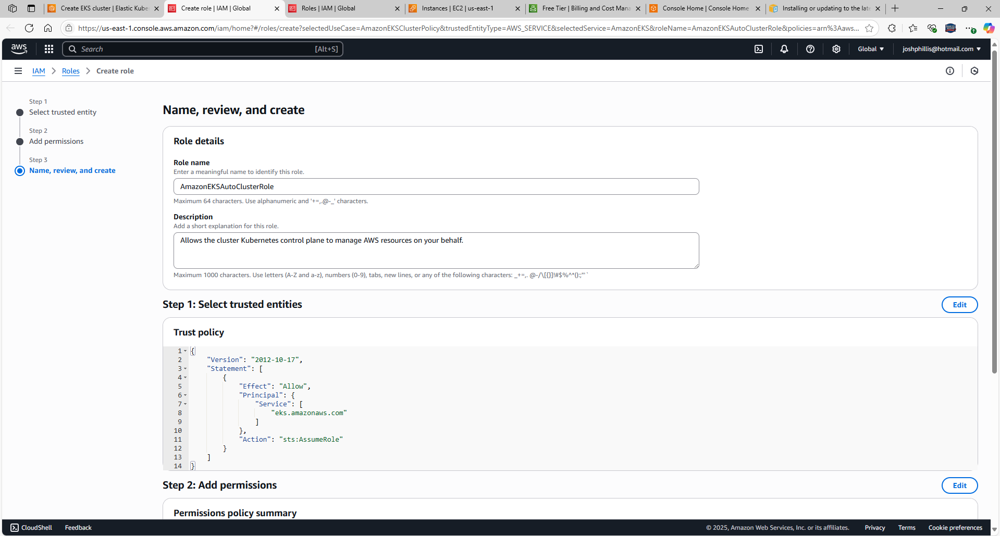 Create EKS cluster | Elastic Kube
Create role | IAM | Global
Roles | IAM | Global
Instances | EC2 | us-east-1
Free Tier | Billing and Cost Mana
Console Home | Console Home
Installing or updating to the late
https://us-east-1.console.aws.amazon.com/iam/home?#/roles/create?selectedUseCase=AmazonEKSClusterPolicy&trustedEntityType=AWS_SERVICE&selectedService=AmazonEKS&roleName=AmazonEKSAutoClusterRole&policies=arn%3Aaws...
aws
Search
[Alt+S]
Global
joshphillis@hotmail.com
IAM
Roles
Create role
Step 1
Select trusted entity
Step 2
Add permissions
Step 3
Name, review, and create
Name, review, and create
Role details
Role name
Enter a meaningful name to identify this role.
AmazonEKSAutoClusterRole
Maximum 64 characters. Use alphanumeric and '+=,.@-_' characters.
Description
Add a short explanation for this role.
Allows the cluster Kubernetes control plane to manage AWS resources on your behalf.
Maximum 1000 characters. Use letters (A-Z and a-z), numbers (0-9), tabs, new lines, or any of the following characters: _+=,. @-/\[{}]!#$%^*();:"'`
Step 1: Select trusted entities
Edit
Trust policy
1 {
2 "Version": "2012-10-17",
3 "Statement": [
4 {
5 "Effect": "Allow",
6 "Principal": {
7 "Service": [
8 "eks.amazonaws.com"
9 ]
10 },
11 "Action": "sts:AssumeRole"
12 }
13 ]
14 }
Step 2: Add permissions
Edit
Permissions policy summary
CloudShell
Feedback
© 2025, Amazon Web Services, Inc. or its affiliates.
Privacy
Terms
Cookie preferences